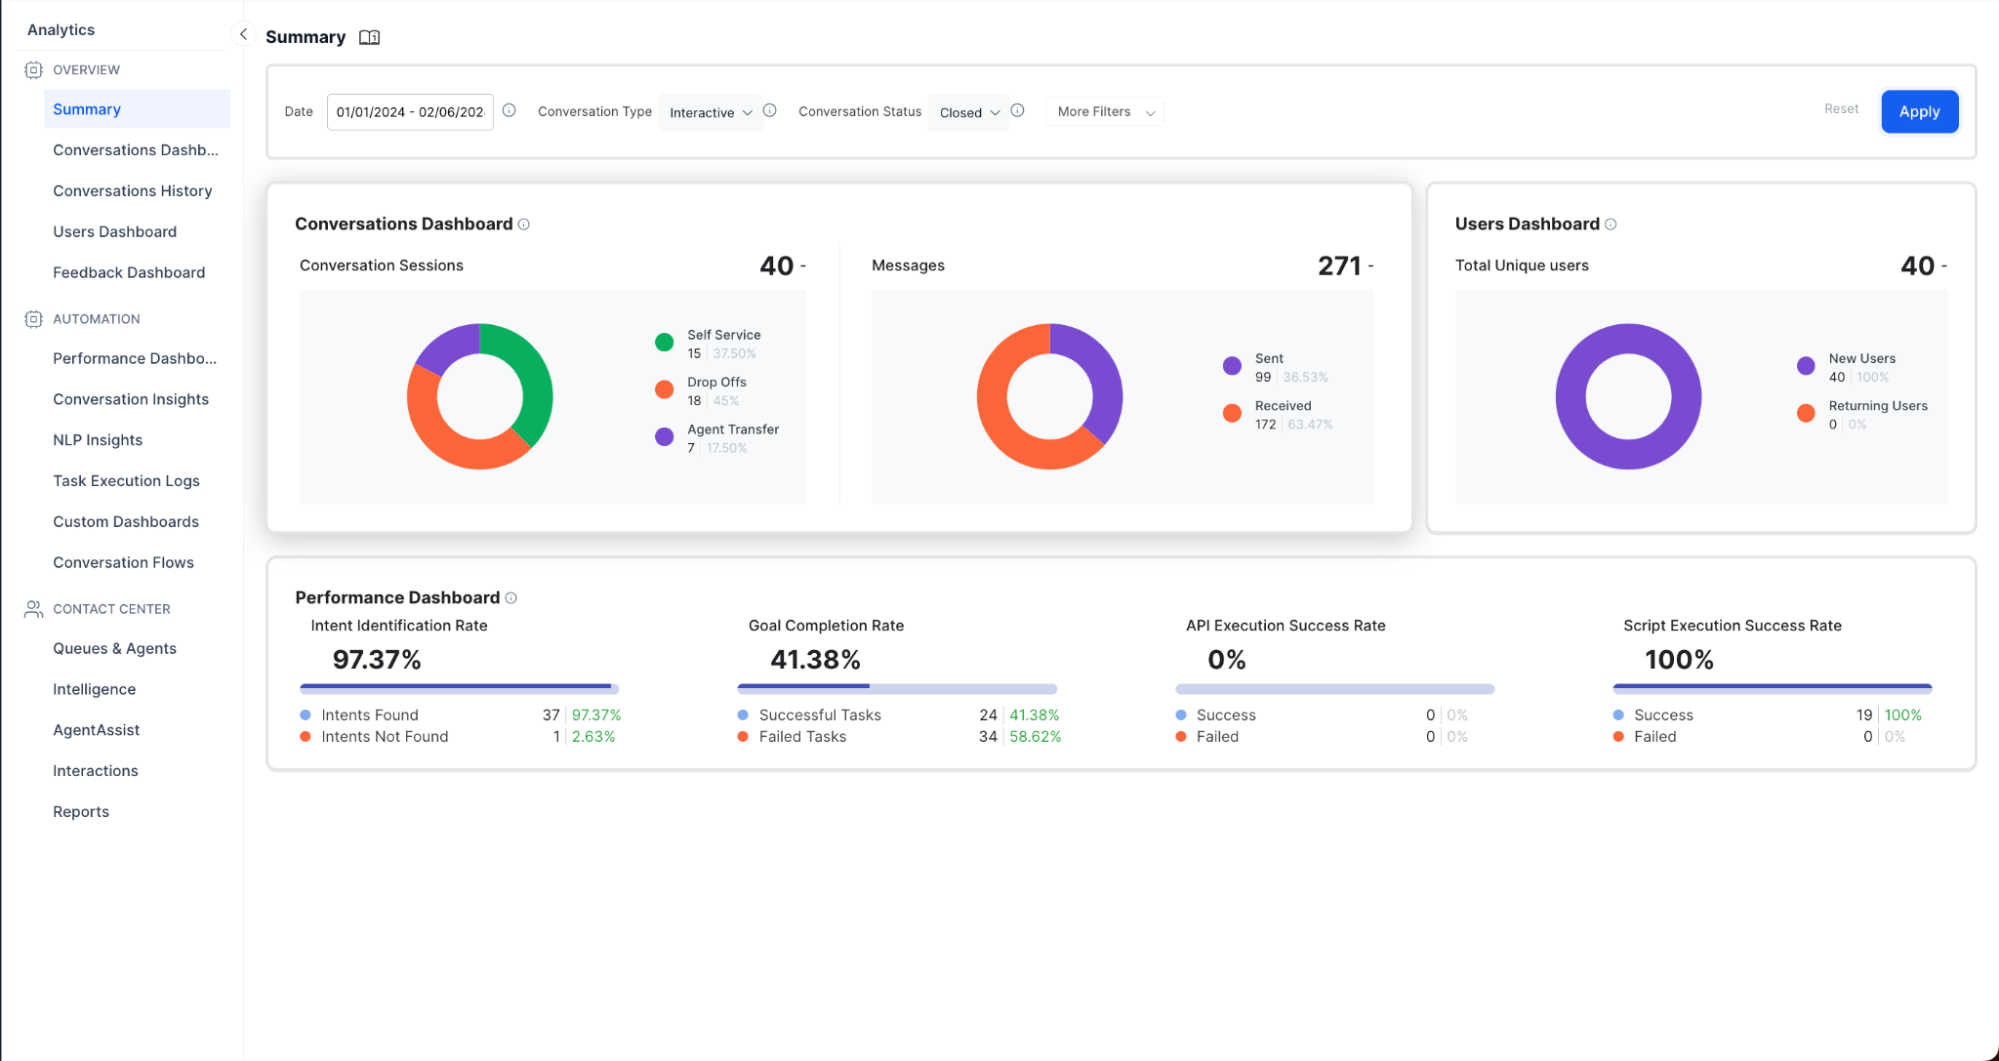 Analytics
OVERVIEW
Summary
Conversations Dashb...
Conversations History
Users Dashboard
Feedback Dashboard
AUTOMATION
Performance Dashbo...
Conversation Insights
NLP Insights
Task Execution Logs
Custom Dashboards
Conversation Flows
CONTACT CENTER
Queues & Agents
Intelligence
AgentAssist
Interactions
Reports
Summary
Date 01/01/2024 - 02/06/202 Conversation Type Interactive Conversation Status Closed More Filters Reset Apply
Conversations Dashboard
Conversation Sessions 40 -
Self Service
15 | 37.50%
Drop Offs
18 | 45%
Agent Transfer
7 | 17.50%
Messages 271 -
Sent
99 | 36.53%
Received
172 | 63.47%
Users Dashboard
Total Unique users 40 -
New Users
40 | 100%
Returning Users
0 | 0%
Performance Dashboard
Intent Identification Rate
97.37%
Intents Found 37 | 97.37%
Intents Not Found 1 | 2.63%
Goal Completion Rate
41.38%
Successful Tasks 24 | 41.38%
Failed Tasks 34 | 58.62%
API Execution Success Rate
0%
Success 0 | 0%
Failed 0 | 0%
Script Execution Success Rate
100%
Success 19 | 100%
Failed 0 | 0%